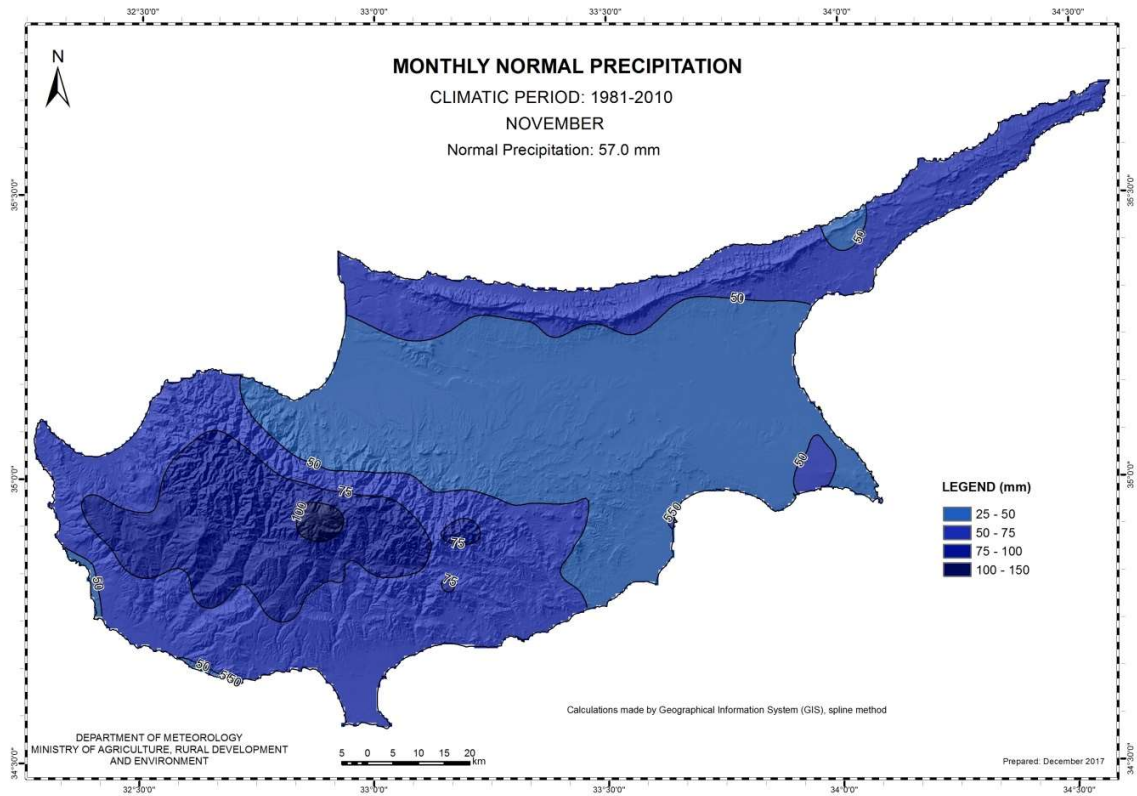 32°30'0"
33°0'0"
33°30'0"
34°0'0"
34°30'0"
N
MONTHLY NORMAL PRECIPITATION
CLIMATIC PERIOD: 1981-2010
NOVEMBER
Normal Precipitation: 57.0 mm
35°30'0"
35°30'0"
50
50
50
50
75
100
75
75
50
550
50
50
550
35°0'0"
35°0'0"
LEGEND (mm)
25 - 50
50 - 75
75 - 100
100 - 150
Calculations made by Geographical Information System (GIS), spline method
DEPARTMENT OF METEOROLOGY
MINISTRY OF AGRICULTURE, RURAL DEVELOPMENT
AND ENVIRONMENT
5 0 5 10 15 20
km
Prepared: December 2017
34°30'0"
34°30'0"
32°30'0"
33°0'0"
33°30'0"
34°0'0"
34°30'0"